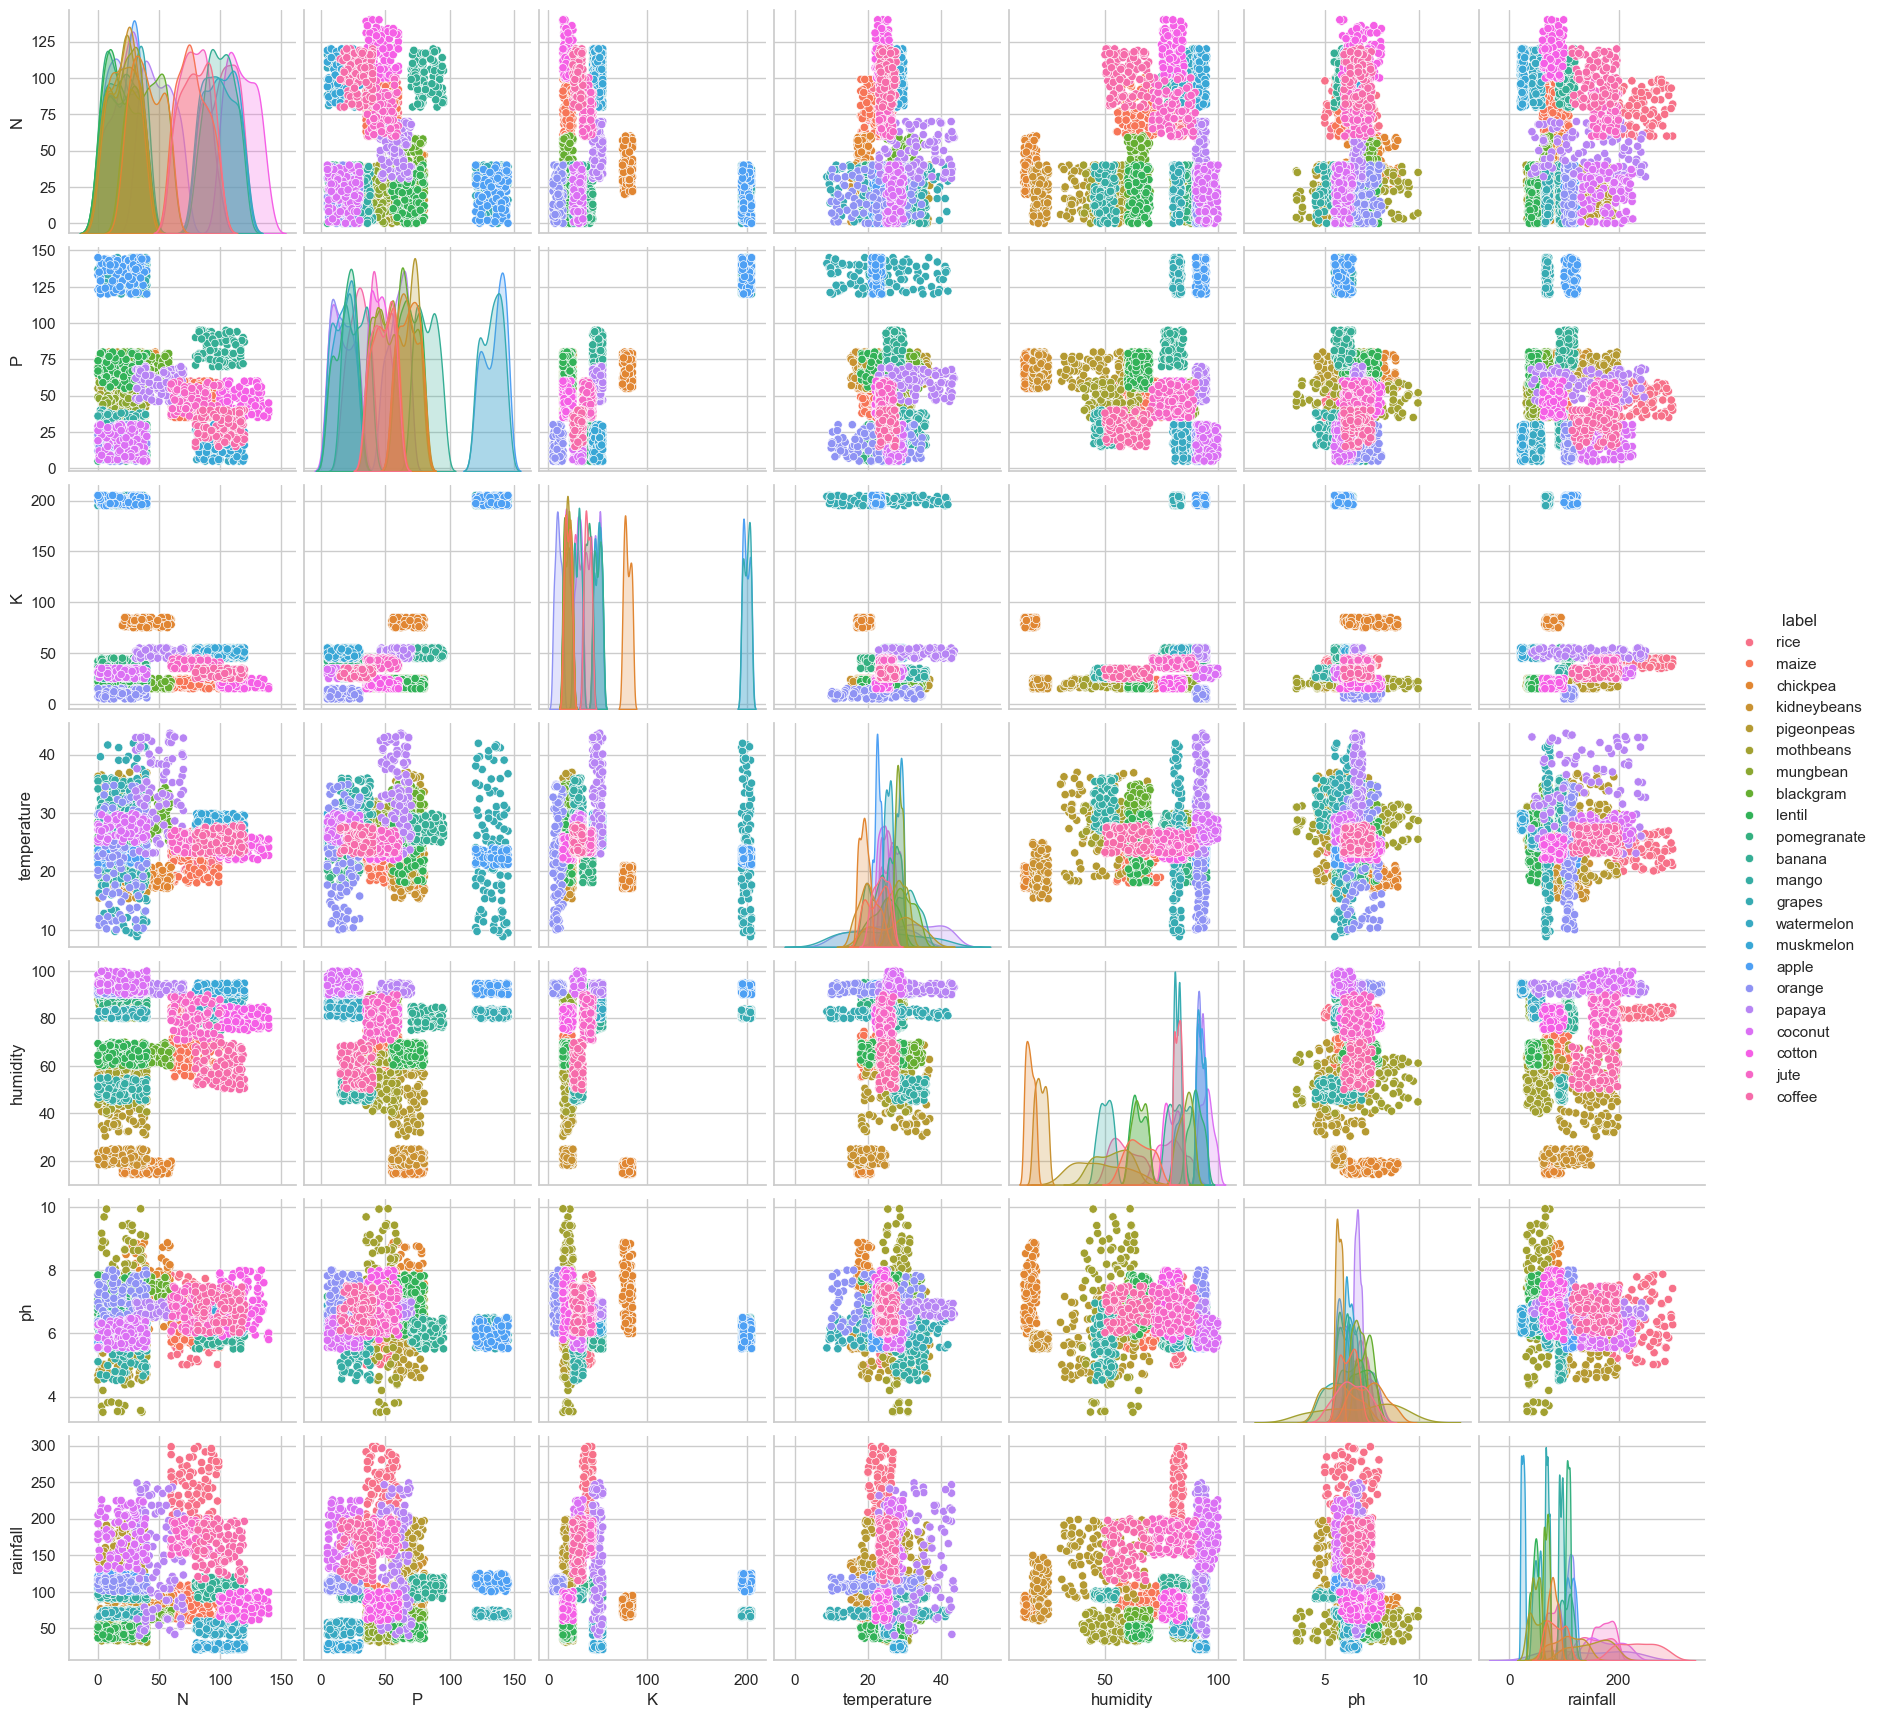 125
100
75
50
25
0
N
150
125
100
75
50
25
0
P
200
150
100
50
0
K
40
30
20
10
temperature
100
80
60
40
20
humidity
10
8
6
4
ph
300
250
200
150
100
50
rainfall
0 50 100 150
N
0 50 100 150
P
0 100 200
K
0 20 40
temperature
50 100
humidity
5 10
ph
0 200
rainfall
label
rice
maize
chickpea
kidneybeans
pigeonpeas
mothbeans
mungbean
blackgram
lentil
pomegranate
banana
mango
grapes
watermelon
muskmelon
apple
orange
papaya
coconut
cotton
jute
coffee